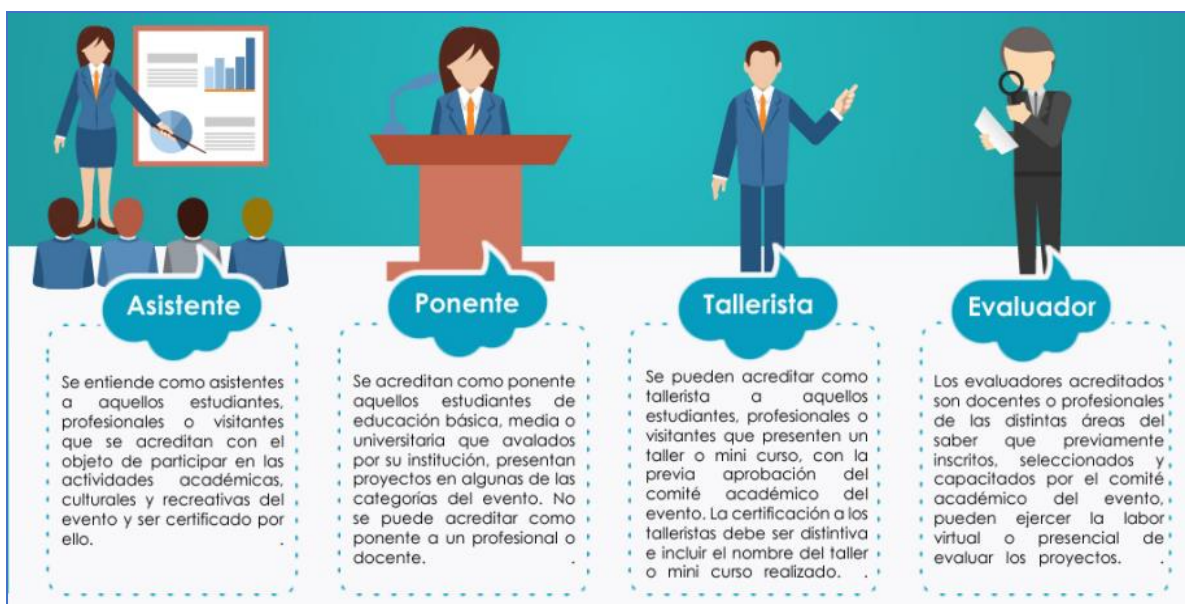 Asistente
Se entiende como asistentes
a aquellos estudiantes,
profesionales o visitantes
que se acreditan con el
objeto de participar en las
actividades académicas,
culturales y recreativas del
evento y ser certificado por
ello. .
Ponente
Se acreditan como ponente
aquellos estudiantes de
educación básica, media o
universitaria que avalados
por su institución, presentan
proyectos en algunas de las
categorías del evento. No
se puede acreditar como
ponente a un profesional o
docente. .
Tallerista
Se pueden acreditar como
tallerista a aquellos
estudiantes, profesionales o
visitantes que presenten un
taller o mini curso, con la
previa aprobación del
comité académico del
evento. La certificación a los
talleristas debe ser distintiva
e incluir el nombre del taller
o mini curso realizado. .
Evaluador
Los evaluadores acreditados
son docentes o profesionales
de las distintas áreas del
saber que previamente
inscritos, seleccionados y
capacitados por el comité
académico del evento,
pueden ejercer la labor
virtual o presencial de
evaluar los proyectos. .